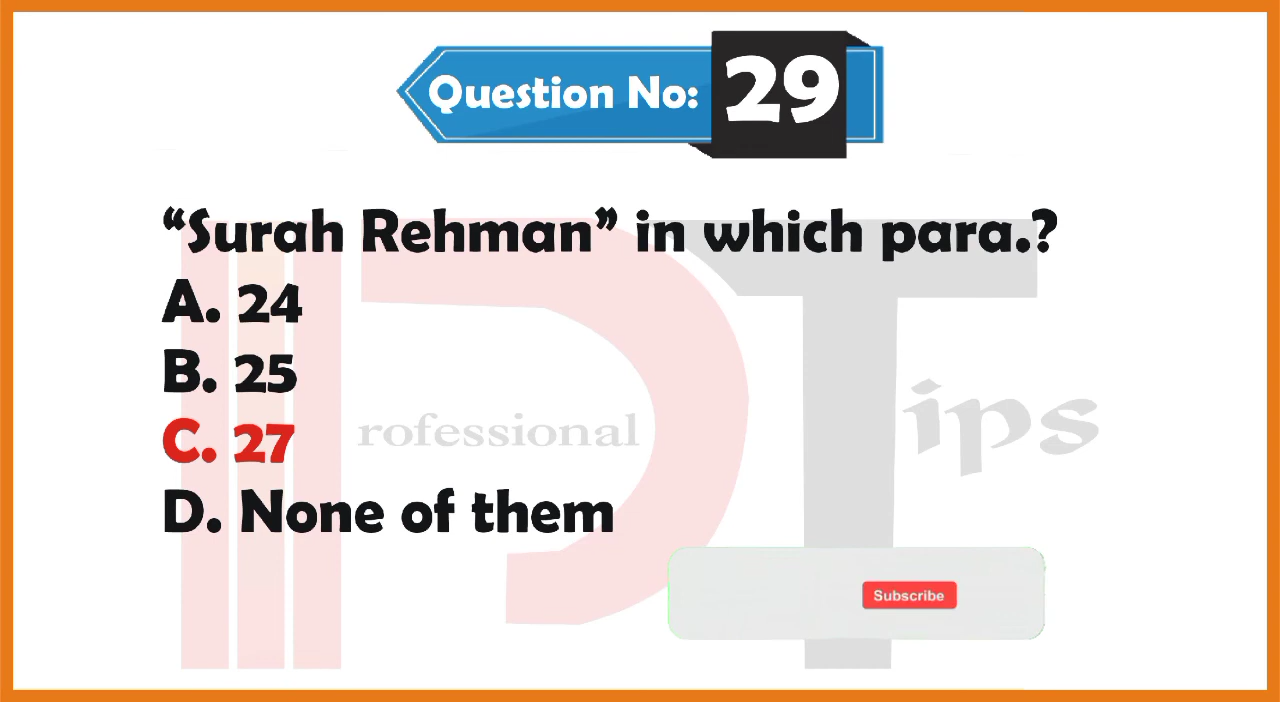 Question No: 29
“Surah Rehman” in which para.?
A. 24
B. 25
C. 27
rofessional
ips
D. None of them
Subscribe